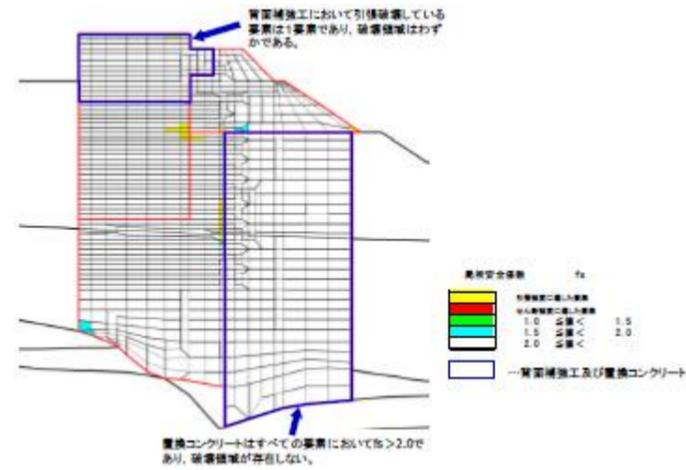 背面補強工において引張破壊している
要素は1要素であり、破壊領域はわず
かである。
局所安全係数 fs
引張強度に達した要素
せん断強度に達した要素
1.0 ≦値< 1.5
1.5 ≦値< 2.0
2.0 ≦値<
…背面補強工及び置換コンクリート
置換コンクリートはすべての要素においてfs>2.0で
あり、破壊領域が存在しない。